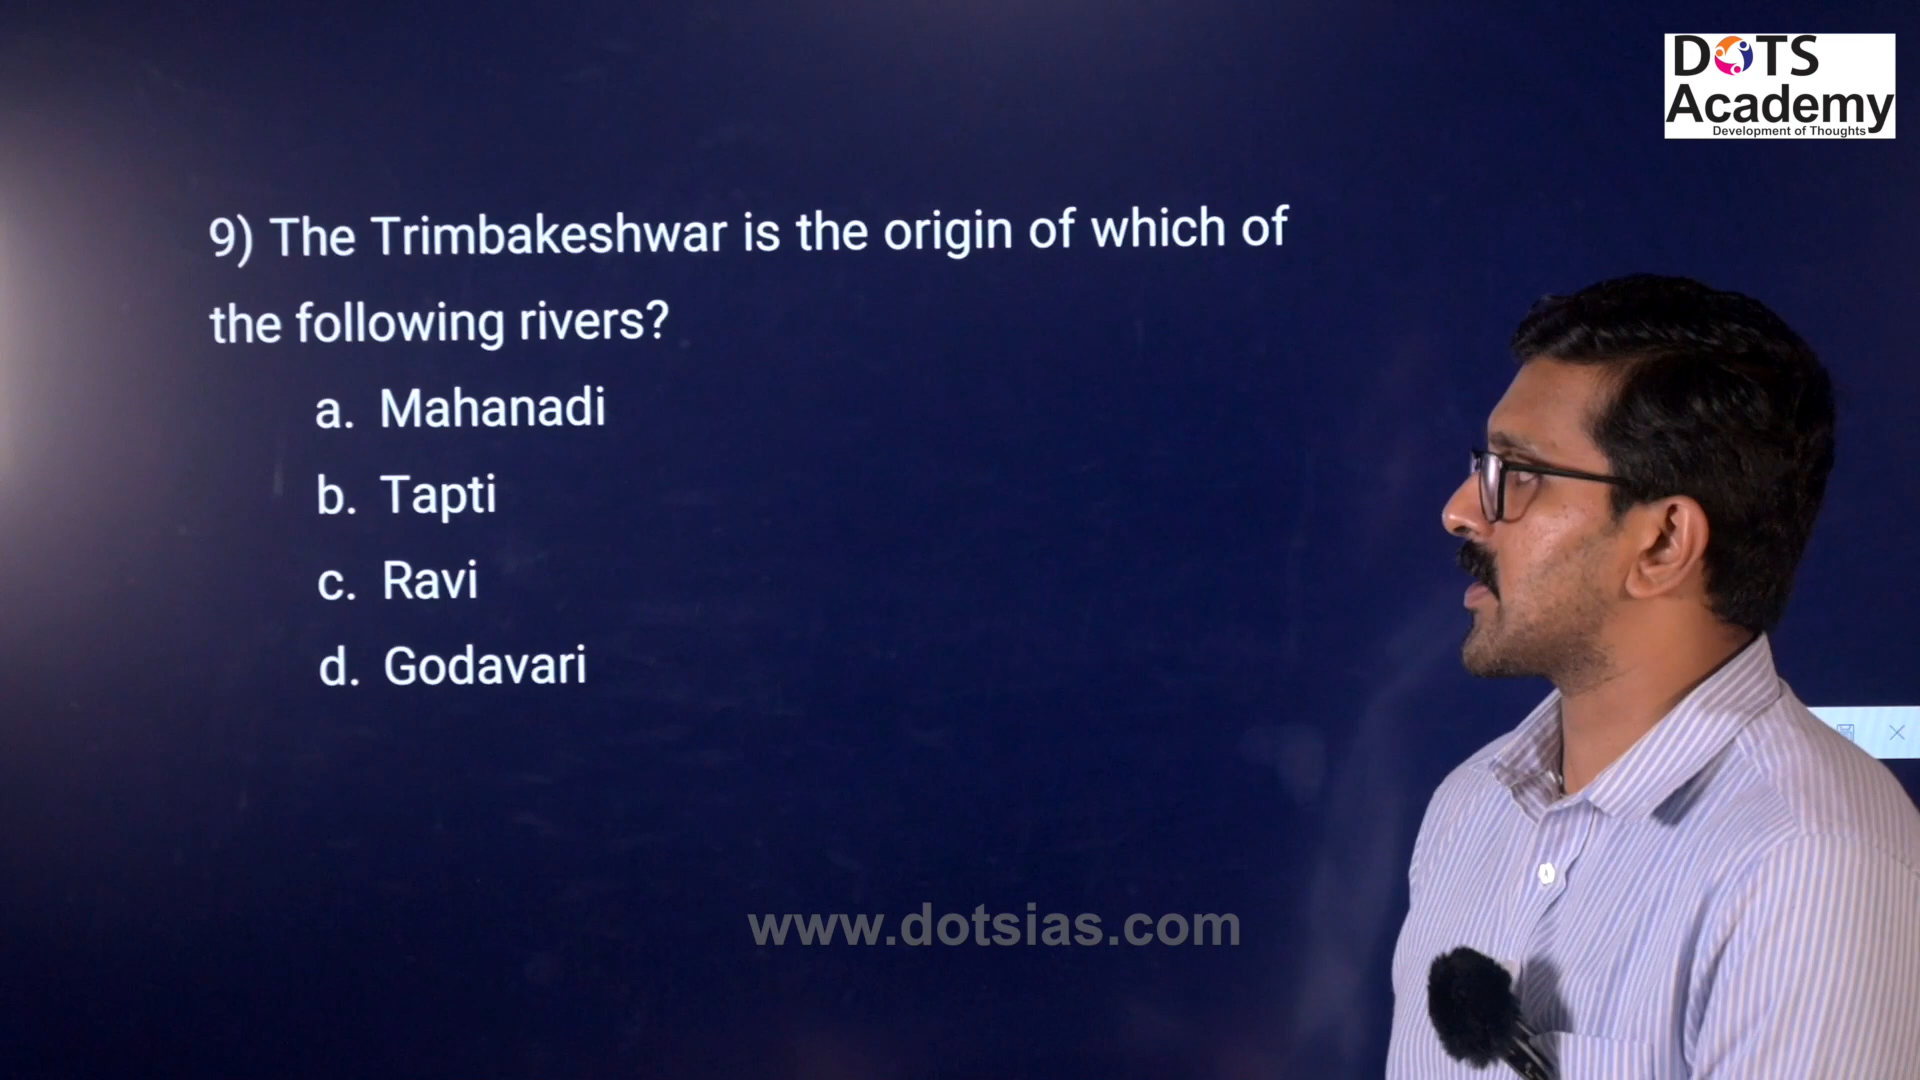 DOTS
Academy
Development of Thoughts
9) The Trimbakeshwar is the origin of which of
the following rivers?
a. Mahanadi
b. Tapti
c. Ravi
d. Godavari
www.dotsias.com